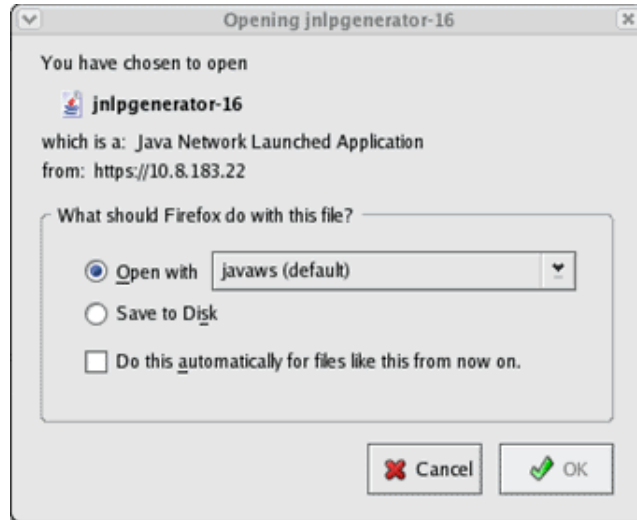 Opening jnlpgenerator-16
You have chosen to open
jnlpgenerator-16
which is a: Java Network Launched Application
from: https://10.8.183.22
What should Firefox do with this file?
Open with javaws (default)
Save to Disk
Do this automatically for files like this from now on.
Cancel OK